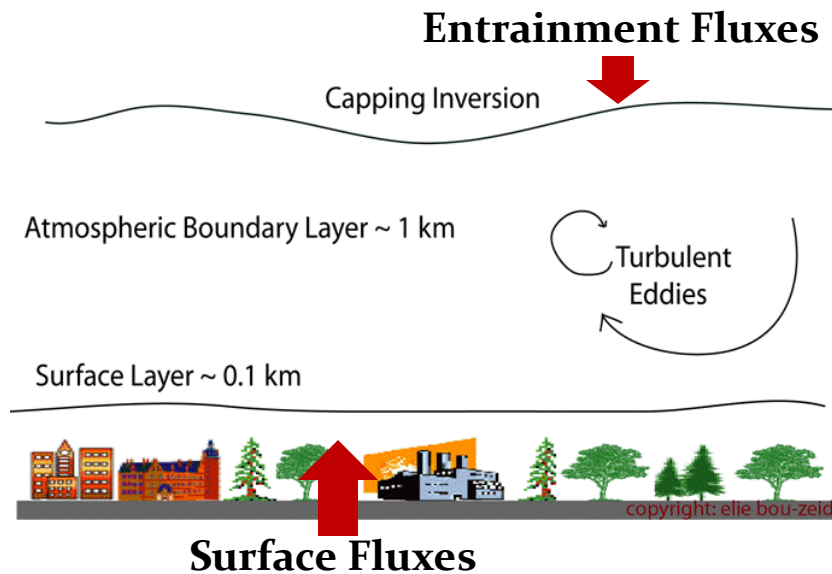 Entrainment Fluxes
Capping Inversion
Atmospheric Boundary Layer ~ 1 km
Turbulent
Eddies
Surface Layer ~ 0.1 km
copyright: elie bou-zeid
Surface Fluxes